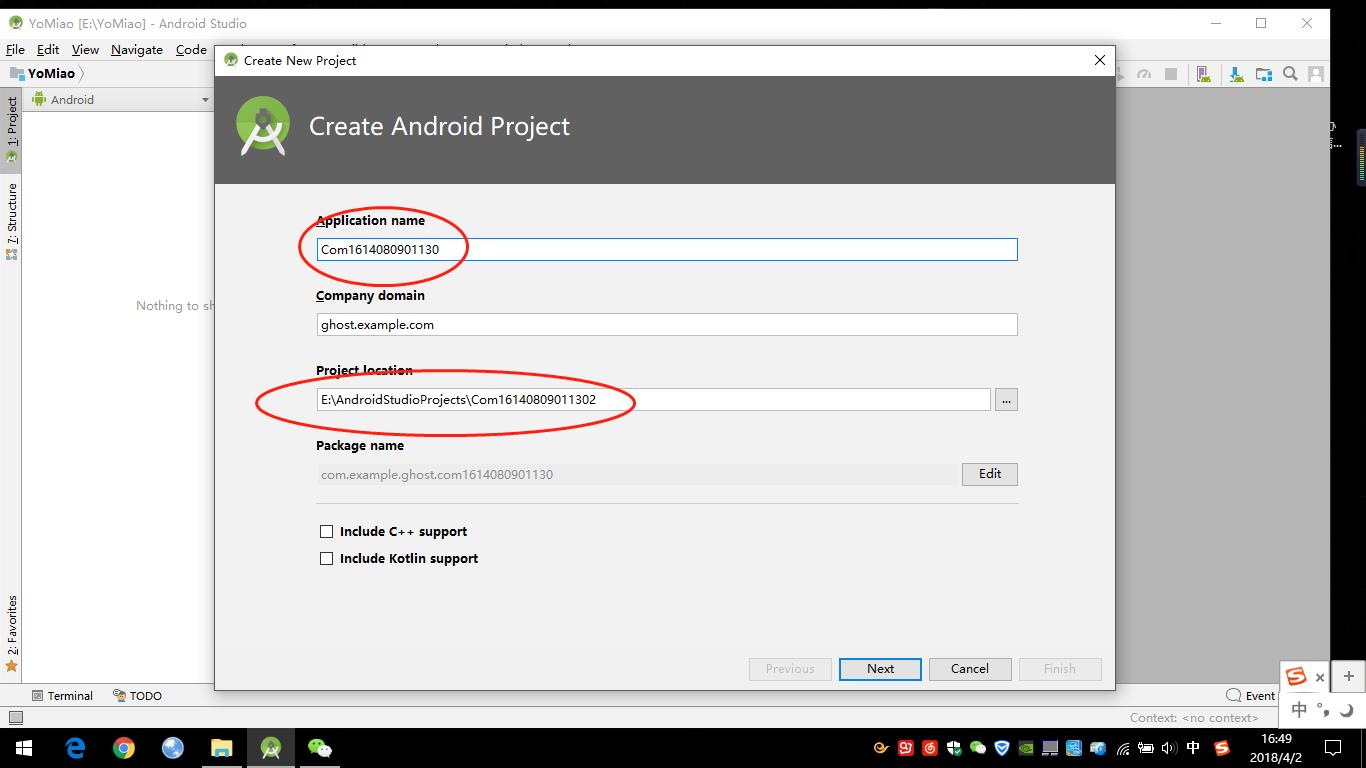 YoMiao [E:\YoMiao] - Android Studio
File Edit View Navigate Code
Create New Project
YoMiao
Android
1: Project
7: Structure
2: Favorites
Nothing to sh
Create Android Project
Application name
Com1614080901130
Company domain
ghost.example.com
Project location
E:\AndroidStudioProjects\Com16140809011302
...
Package name
com.example.ghost.com1614080901130
Edit
Include C++ support
Include Kotlin support
Previous Next Cancel Finish
Terminal TODO Event
Context: <no context>
中
中
16:49
2018/4/2